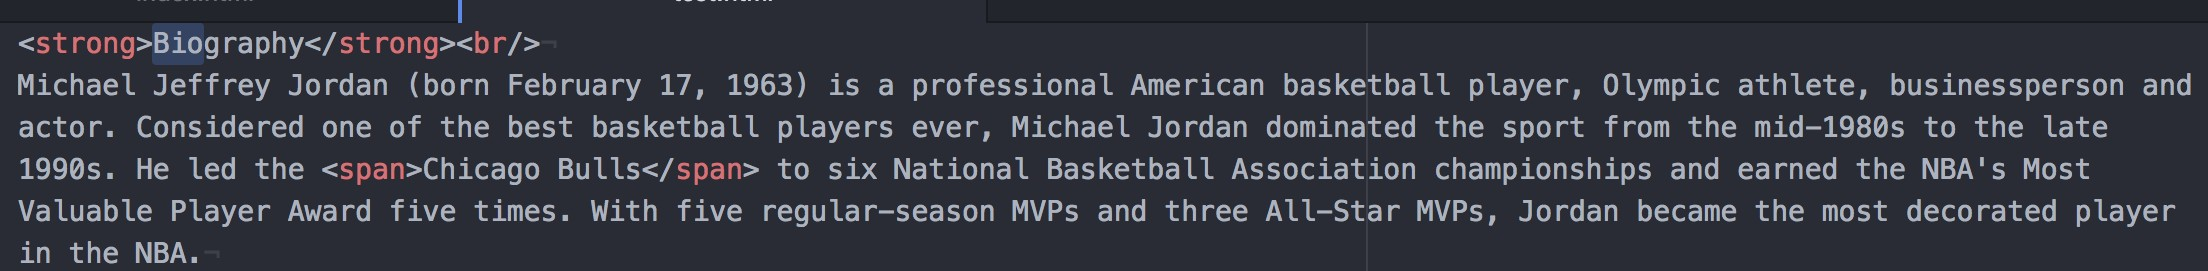 <strong>Biography</strong><br/>¬
Michael Jeffrey Jordan (born February 17, 1963) is a professional American basketball player, Olympic athlete, businessperson and
actor. Considered one of the best basketball players ever, Michael Jordan dominated the sport from the mid-1980s to the late
1990s. He led the <span>Chicago Bulls</span> to six National Basketball Association championships and earned the NBA's Most
Valuable Player Award five times. With five regular-season MVPs and three All-Star MVPs, Jordan became the most decorated player
in the NBA.¬